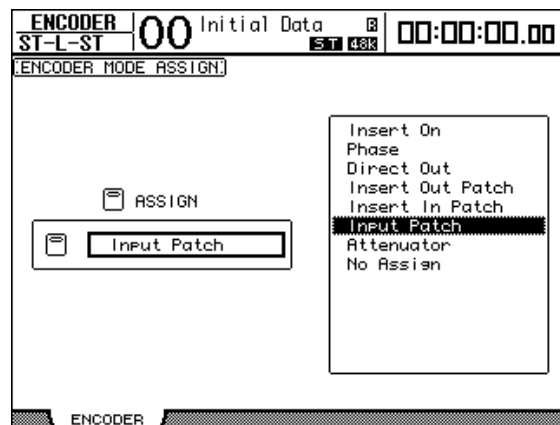 ENCODER
ST-L-ST
00
Initial Data
R
ST 48k
00:00:00.00
ENCODER MODE ASSIGN
ASSIGN
Input Patch
Insert On
Phase
Direct Out
Insert Out Patch
Insert In Patch
Input Patch
Attenuator
No Assign
ENCODER